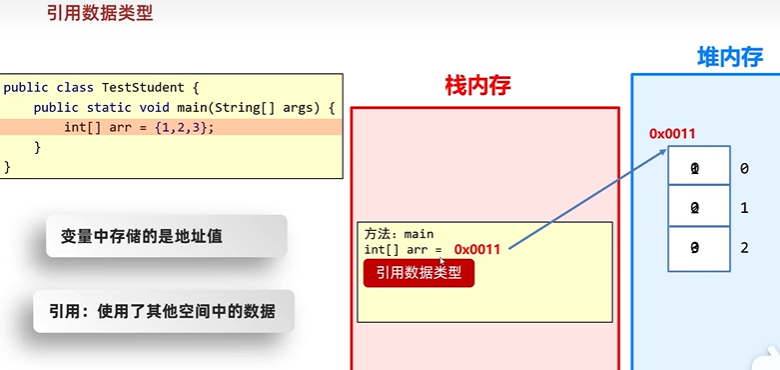 引用数据类型
堆内存
栈内存
public class TestStudent {
public static void main(String[] args) {
int[] arr = {1,2,3};
}
}
0x0011
0
1
2
变量中存储的是地址值
方法：main
int[] arr = 0x0011
引用数据类型
引用：使用了其他空间中的数据